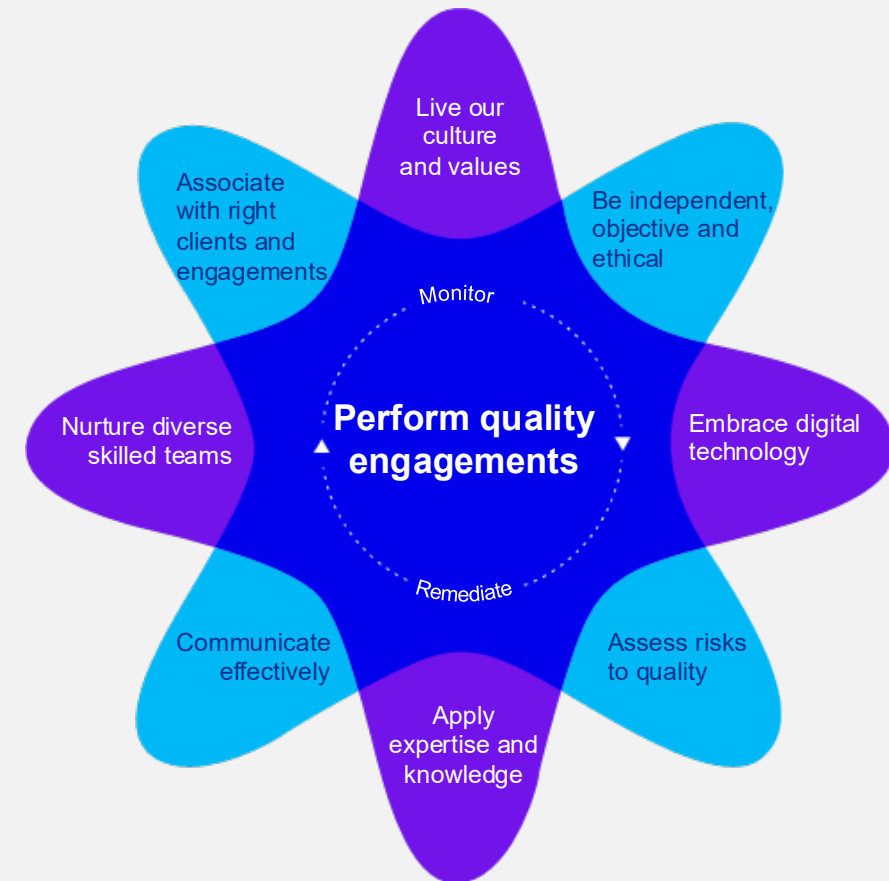 Live our
culture
and values
Be independent,
objective and
ethical
Embrace digital
technology
Assess risks
to quality
Apply
expertise and
knowledge
Communicate
effectively
Nurture diverse
skilled teams
Associate
with right
clients and
engagements
Monitor
Perform quality
engagements
Remediate